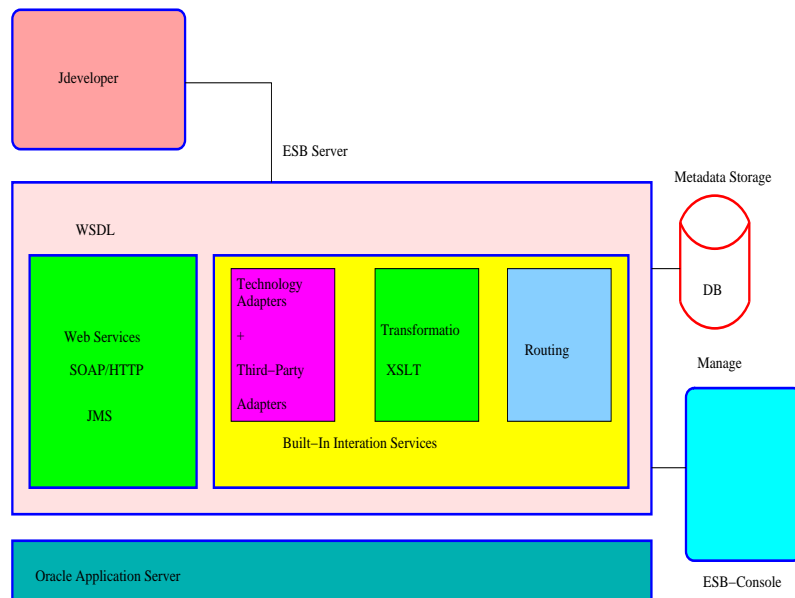 Jdeveloper
ESB Server
Metadata Storage
DB
WSDL
Web Services
SOAP/HTTP
JMS
Technology
Adapters
+
Third-Party
Adapters
Transformatio
XSLT
Routing
Built-In Interation Services
Manage
ESB-Console
Oracle Application Server